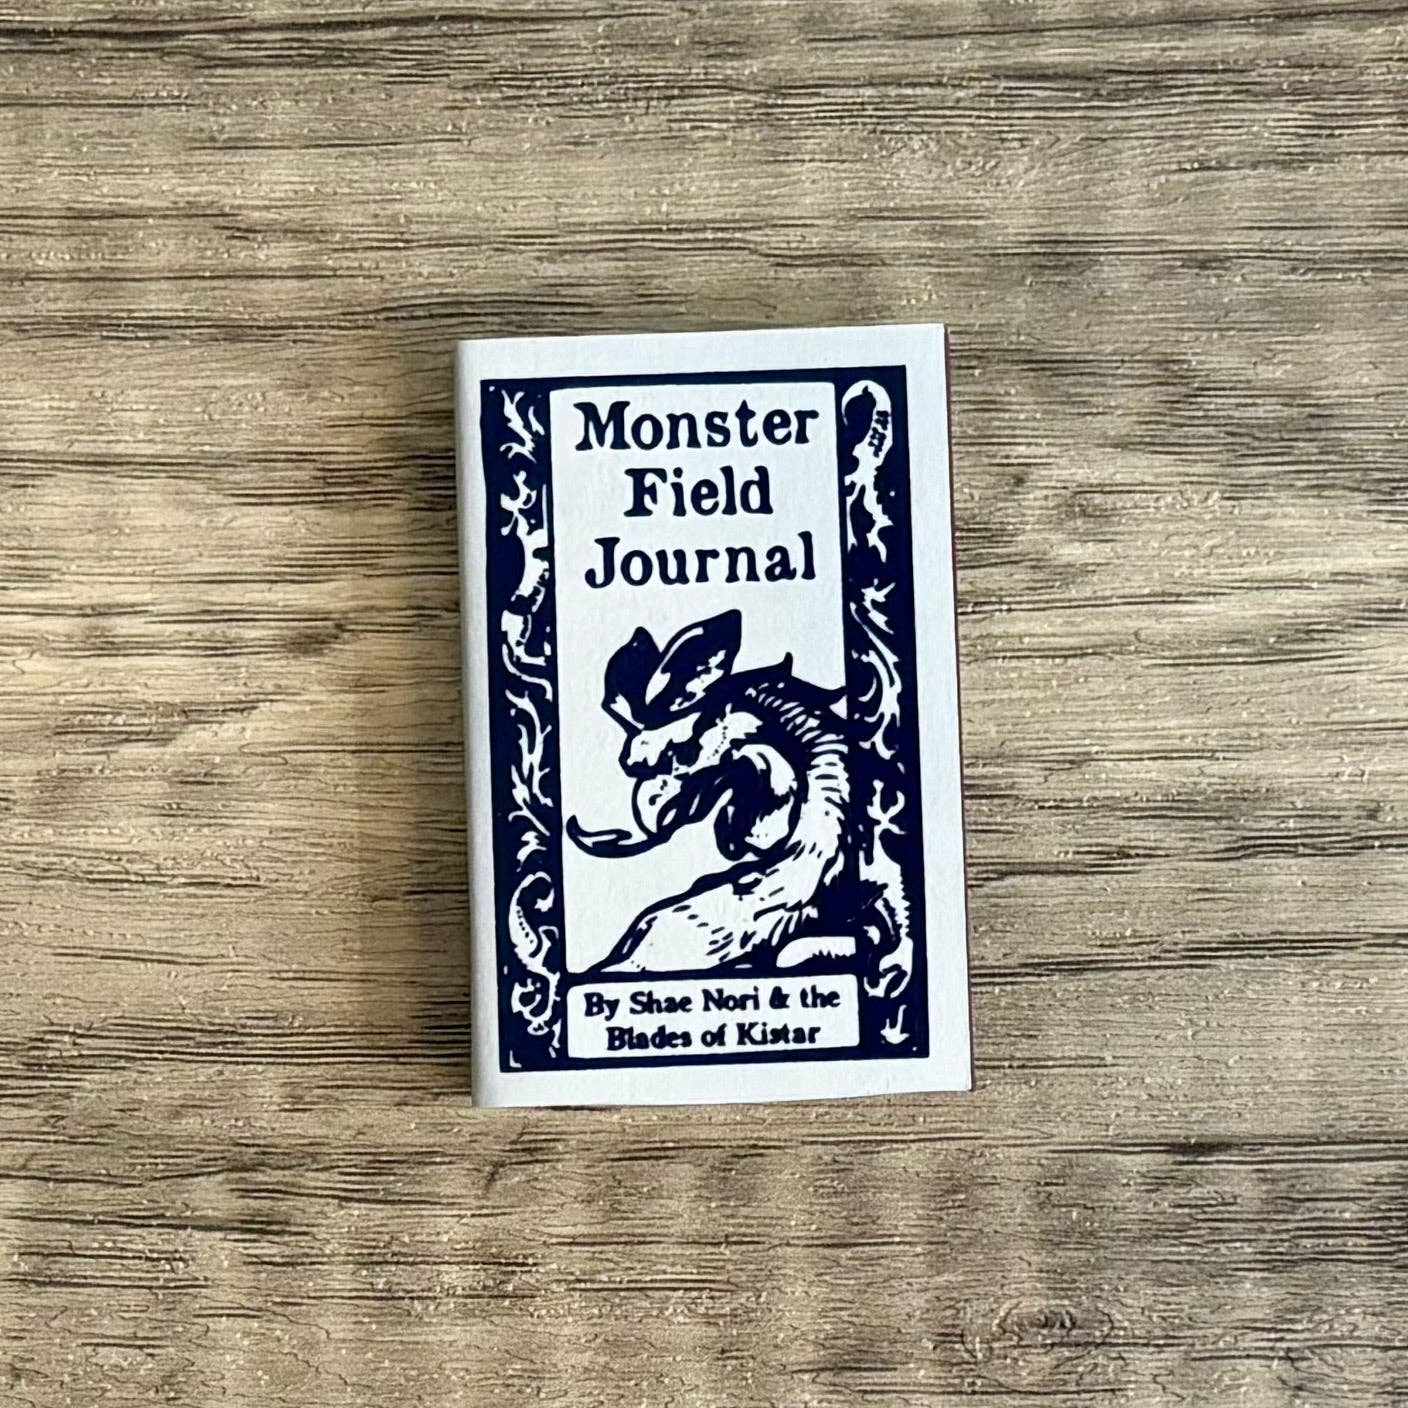 Monster
Field
Journal
By Shae Nori & the
Blades of Kistar